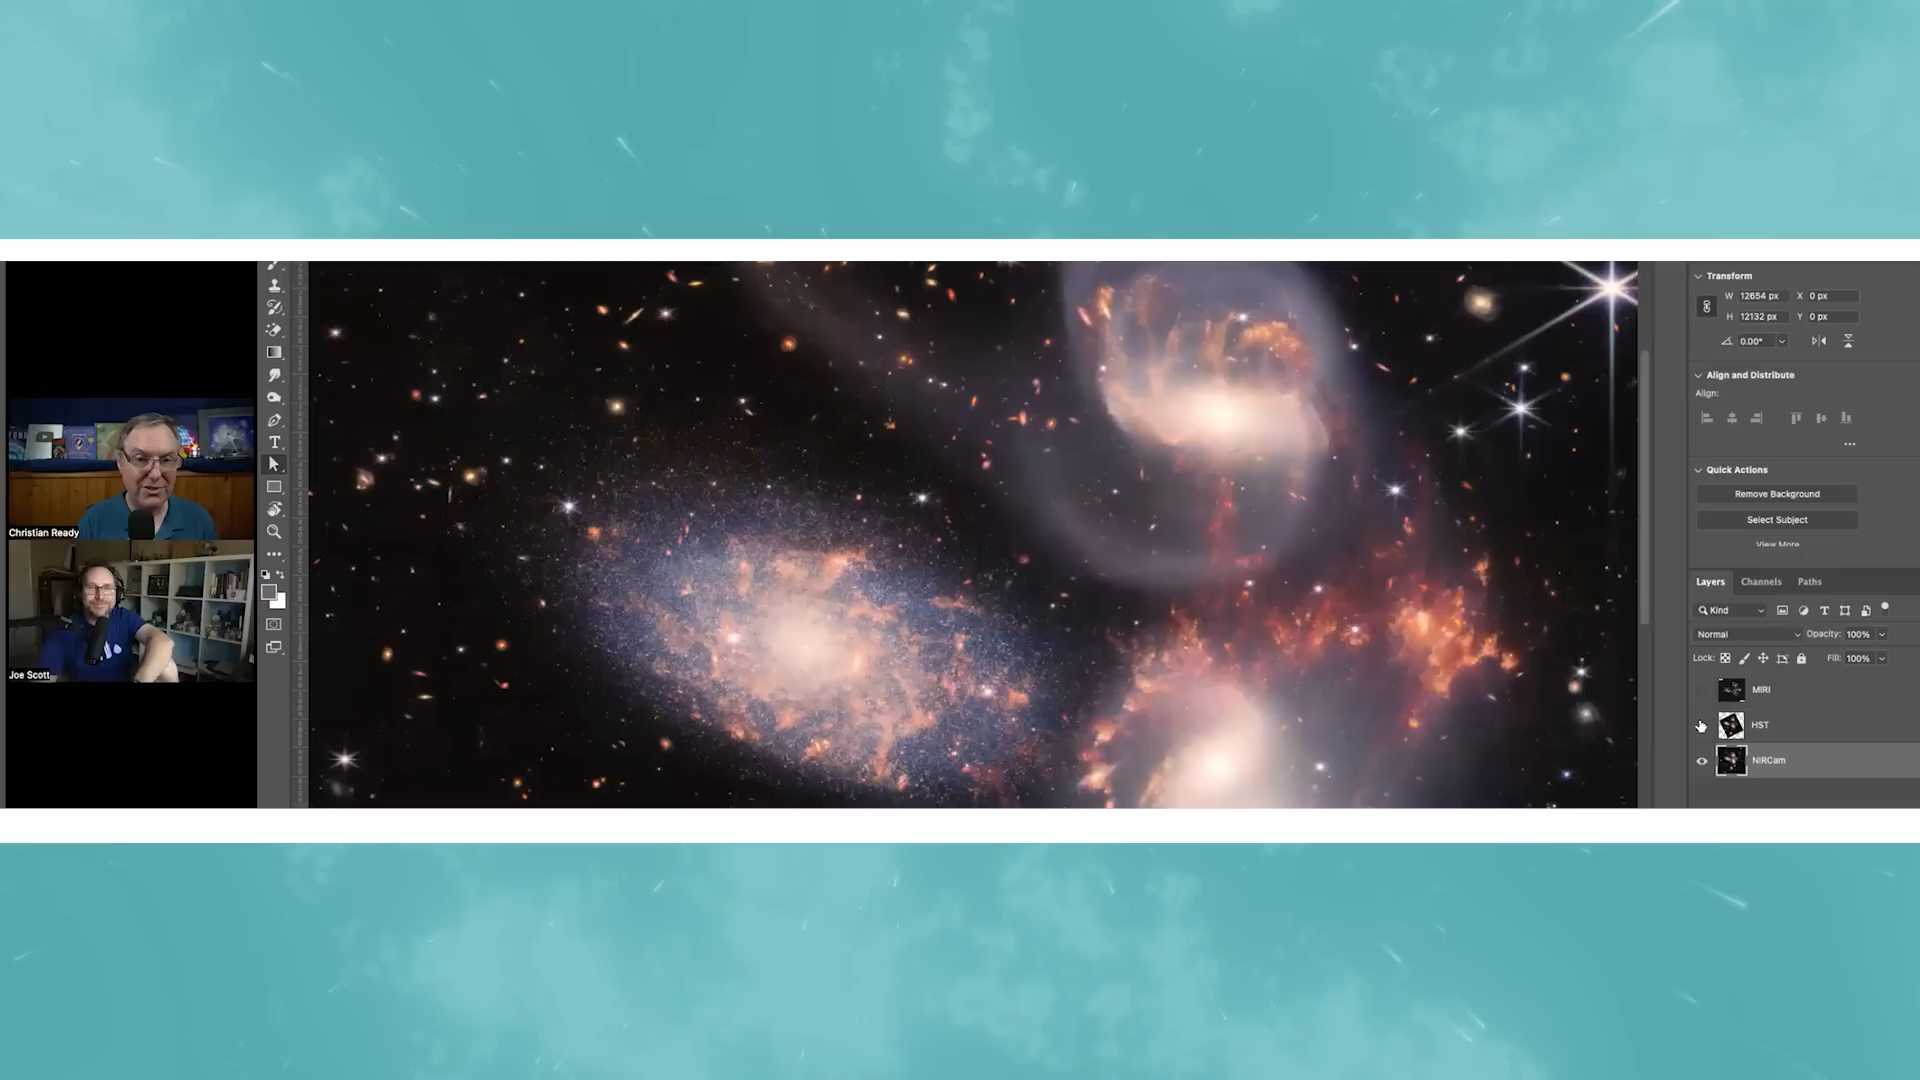 Christian Ready
Joe Scott
T
Transform
W 12654 px X 0 px
H 12132 px Y 0 px
0.00°
Align and Distribute
Align:
Quick Actions
Remove Background
Select Subject
View More
Layers Channels Paths
Kind T
Normal Opacity: 100%
Lock: Fill: 100%
MIRI
HST
NIRCam